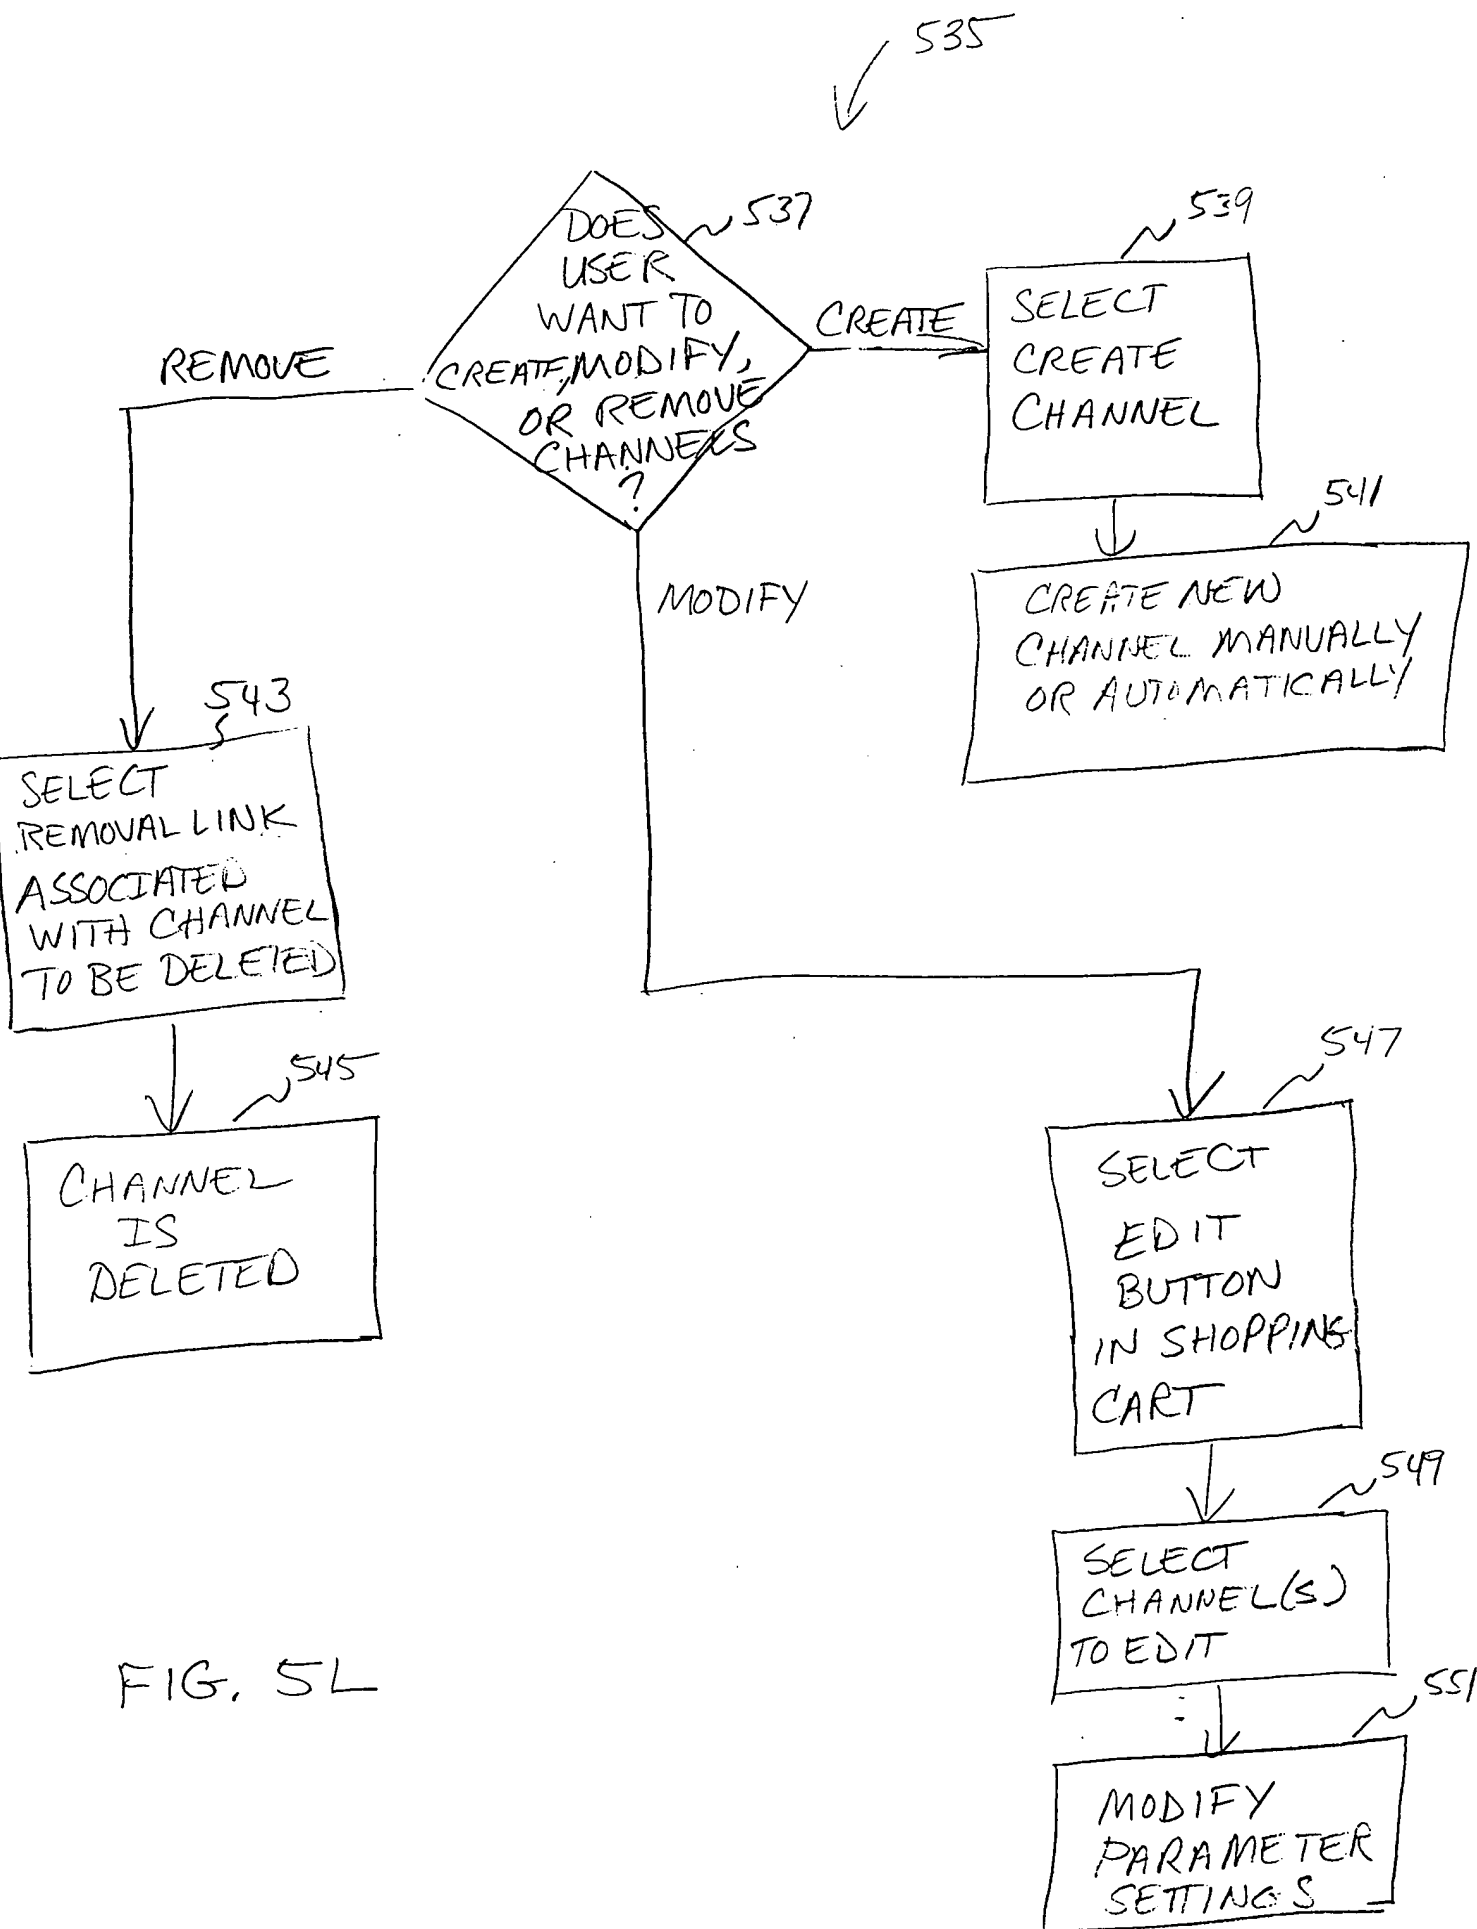 535
537
DOES
USER
WANT TO
CREATE, MODIFY,
OR REMOVE
CHANNELS
?
REMOVE
CREATE
MODIFY
539
SELECT
CREATE
CHANNEL
541
CREATE NEW
CHANNEL MANUALLY
OR AUTOMATICALLY
543
SELECT
REMOVAL LINK
ASSOCIATED
WITH CHANNEL
TO BE DELETED
545
CHANNEL
IS
DELETED
547
SELECT
EDIT
BUTTON
IN SHOPPING
CART
549
SELECT
CHANNEL(S)
TO EDIT
551
MODIFY
PARAMETER
SETTINGS
FIG. 5L